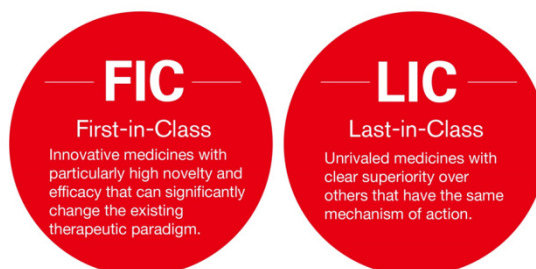 FIC
First-in-Class
Innovative medicines with
particularly high novelty and
efficacy that can significantly
change the existing
therapeutic paradigm.
LIC
Last-in-Class
Unrivaled medicines with
clear superiority over
others that have the same
mechanism of action.